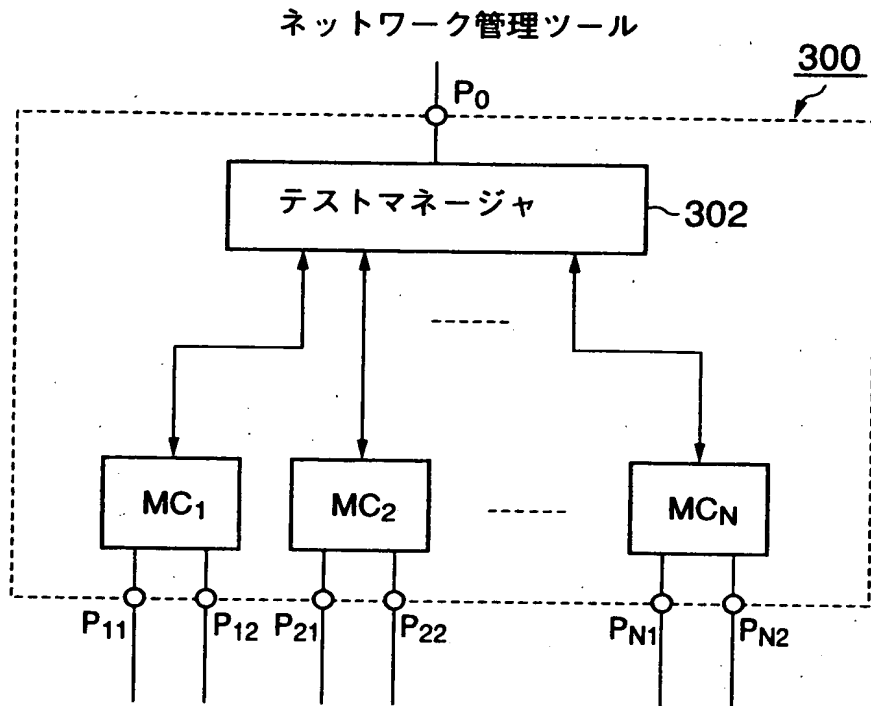 ネットワーク管理ツール
300
P0
テストマネージャ
302
MC1
MC2
MCN
P11
P12
P21
P22
PN1
PN2